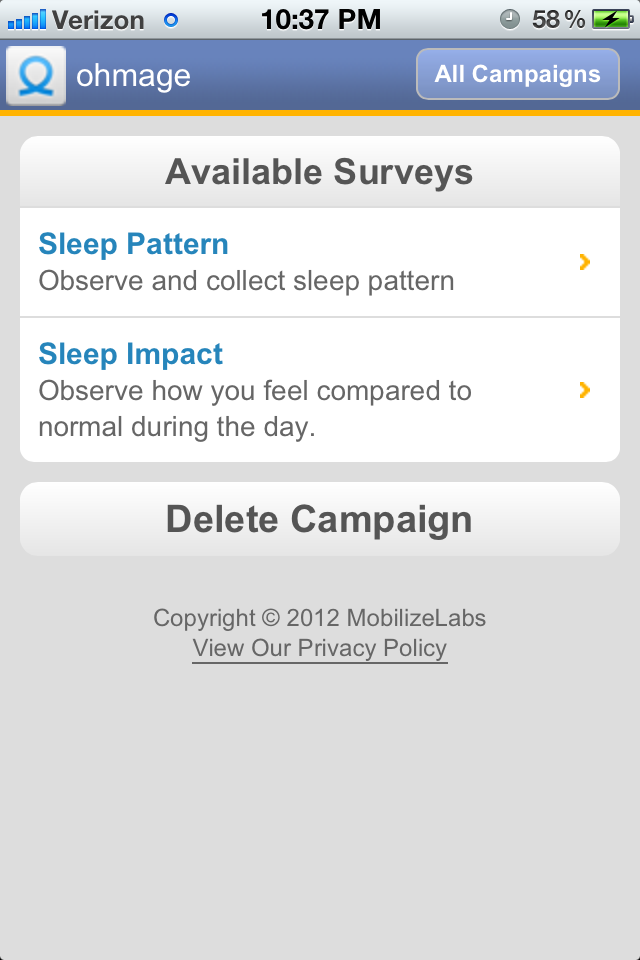 Verizon 10:37 PM 58 %
ohmage All Campaigns
Available Surveys
Sleep Pattern
Observe and collect sleep pattern
Sleep Impact
Observe how you feel compared to
normal during the day.
Delete Campaign
Copyright © 2012 MobilizeLabs
View Our Privacy Policy